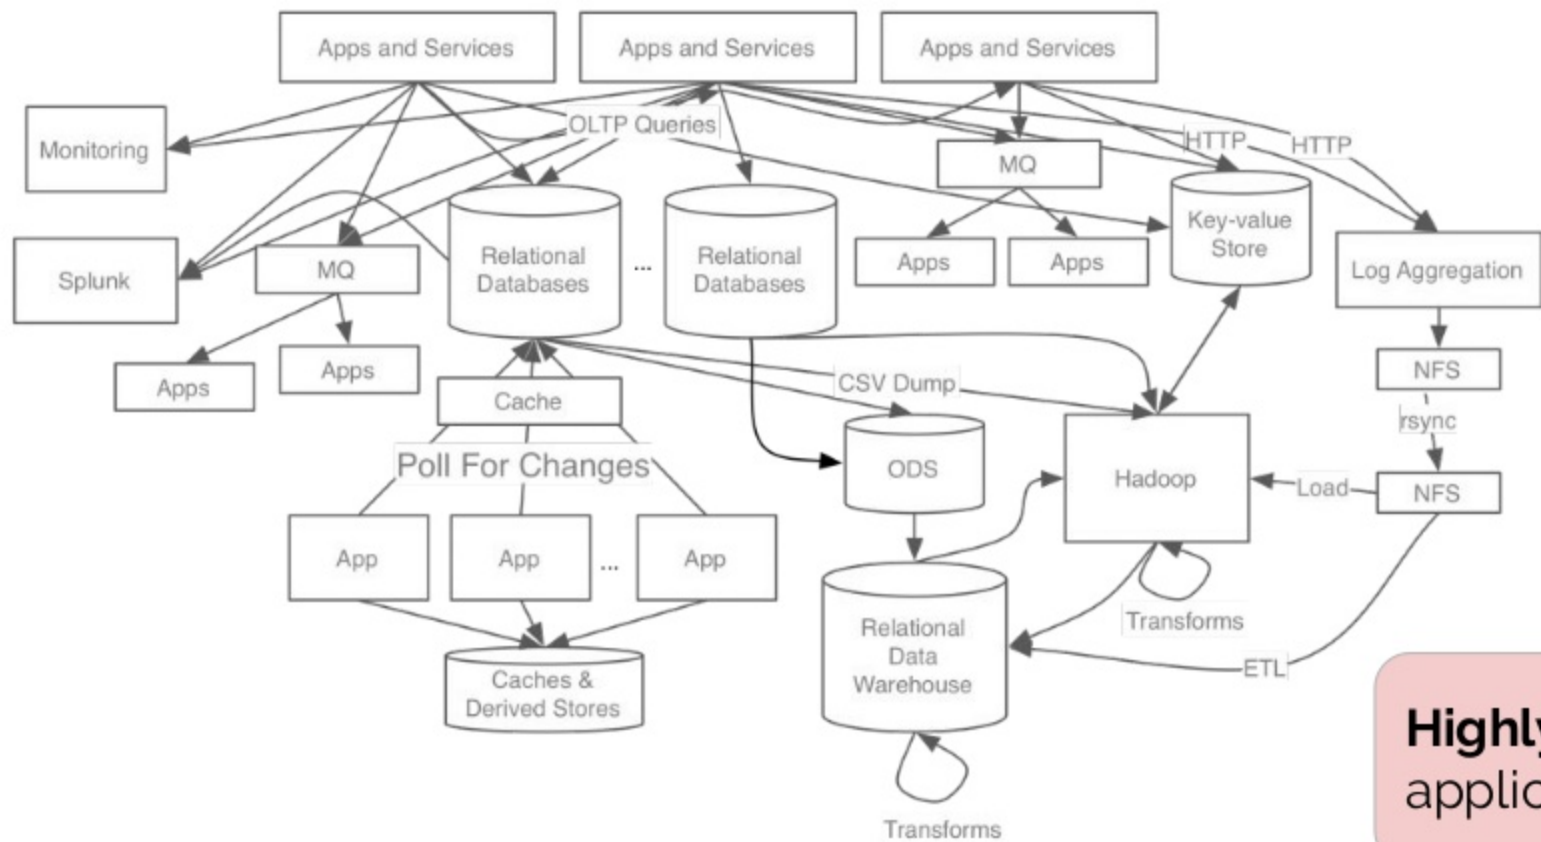 Apps and Services
Apps and Services
Apps and Services
Monitoring
OLTP Queries
MQ
HTTP
HTTP
Splunk
MQ
Relational
Databases
...
Relational
Databases
Apps
Apps
Key-value
Store
Log Aggregation
Apps
Apps
Cache
CSV Dump
NFS
rsync
Poll For Changes
ODS
Hadoop
Load
NFS
App
App
...
App
Transforms
Relational
Data
Warehouse
ETL
Caches &
Derived Stores
Transforms